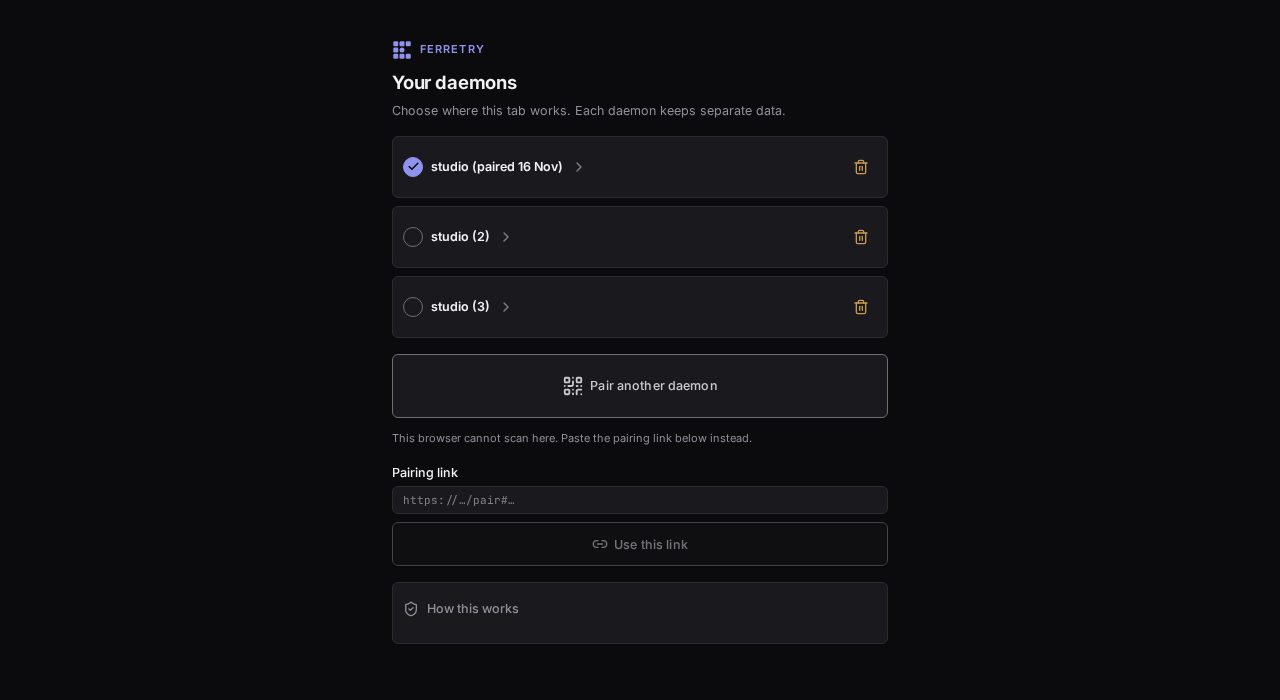 FERRETRY
Your daemons
Choose where this tab works. Each daemon keeps separate data.
studio (paired 16 Nov)
studio (2)
studio (3)
Pair another daemon
This browser cannot scan here. Paste the pairing link below instead.
Pairing link
https://…/pair#…
Use this link
How this works